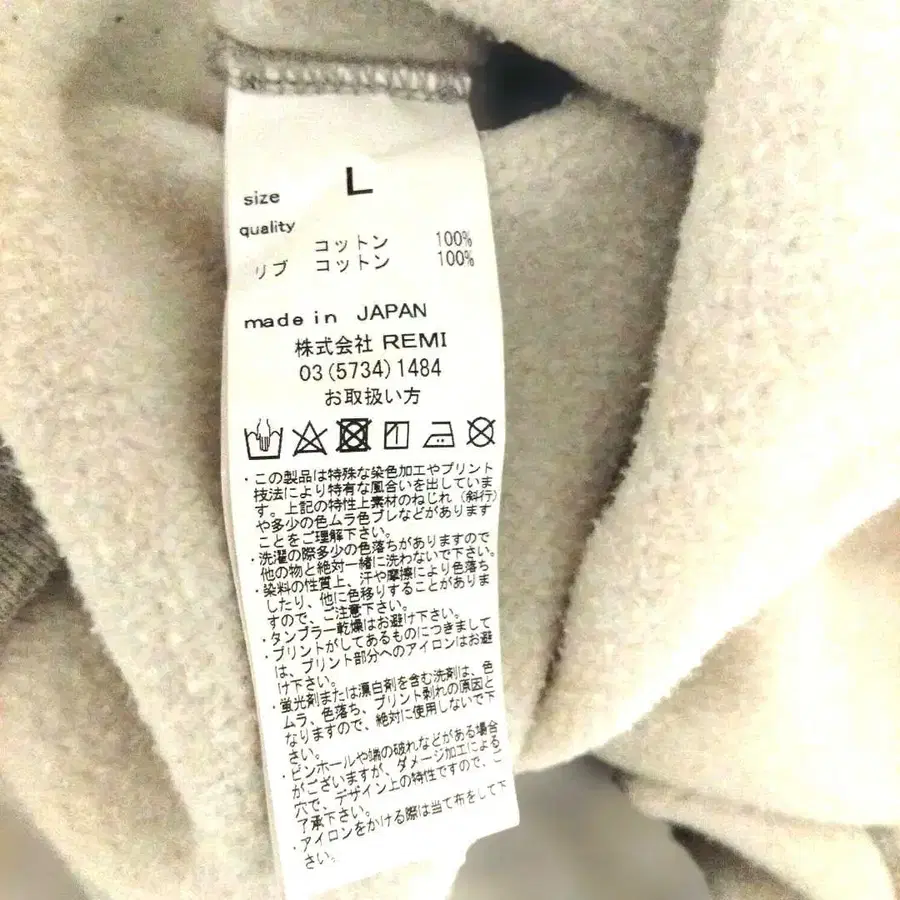 size L
quality
コットン 100%
リブ コットン 100%
made in JAPAN
株式会社 REMI
03(5734)1484
お取扱い方
・この製品は特殊な染色加工やプリント
技法により特有な風合いを出していま
す。上記の特性上素材のねじれ(斜行)
や多少の色ムラ色ブレなどがあります
ことをご理解下さい。
・洗濯の際多少の色落ちがありますので
他の物と絶対一緒に洗わないで下さい。
・染料の性質上、汗や摩擦により色落ち
したり、他に色移りすることがありま
すので、ご注意下さい。
・タンブラー乾燥はお避け下さい。
・プリントがしてあるものにつきまして
は、プリント部分へのアイロンはお避
け下さい。
・蛍光剤または漂白剤を含む洗剤は、色
ムラ、色落ち、プリント剥れの原因と
なりますので、絶対に使用しないで下
さい。
・ピンホールや端の破れなどがある場合
がございますが、ダメージ加工による
穴で、デザイン上の特性ですので、ご
了承下さい。
・アイロンをかける際は当て布をして下
さい。